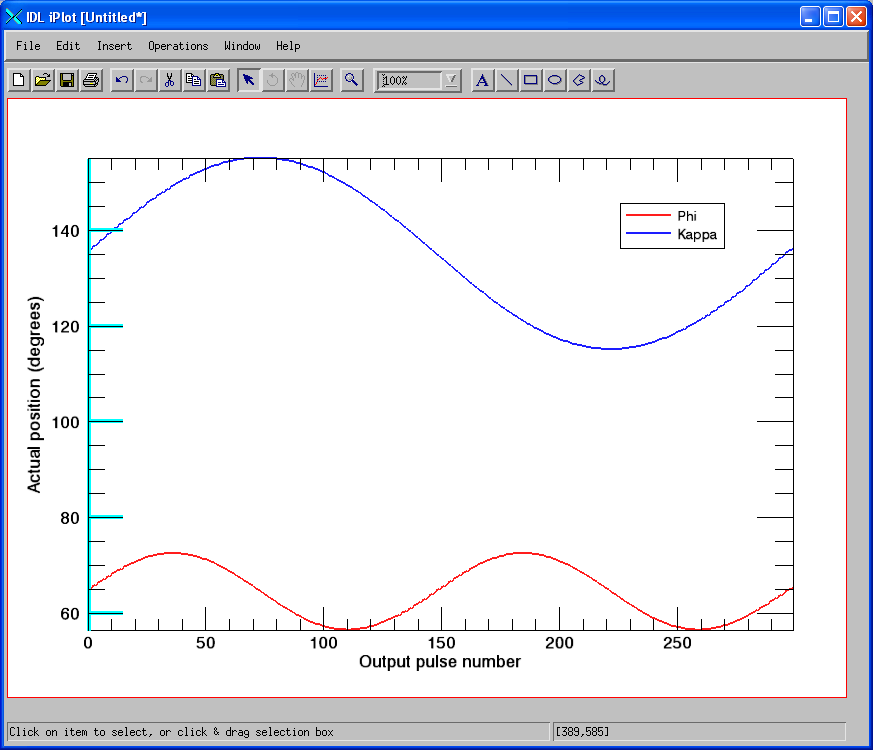 IDL iPlot [Untitled*]
File Edit Insert Operations Window Help
100%
A
140
120
100
80
60
Actual position (degrees)
Phi
Kappa
0 50 100 150 200 250
Output pulse number
Click on item to select, or click & drag selection box
[389,585]